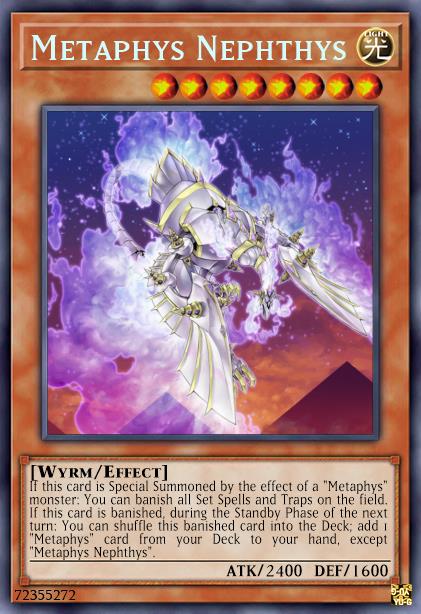 METAPHYS NEPHTHYS
LIGHT
光
[WYRM/EFFECT]
If this card is Special Summoned by the effect of a "Metaphys"
monster: You can banish all Set Spells and Traps on the field.
If this card is banished, during the Standby Phase of the next
turn: You can shuffle this banished card into the Deck; add 1
"Metaphys" card from your Deck to your hand, except
"Metaphys Nephthys".
ATK/2400 DEF/1600
72355272